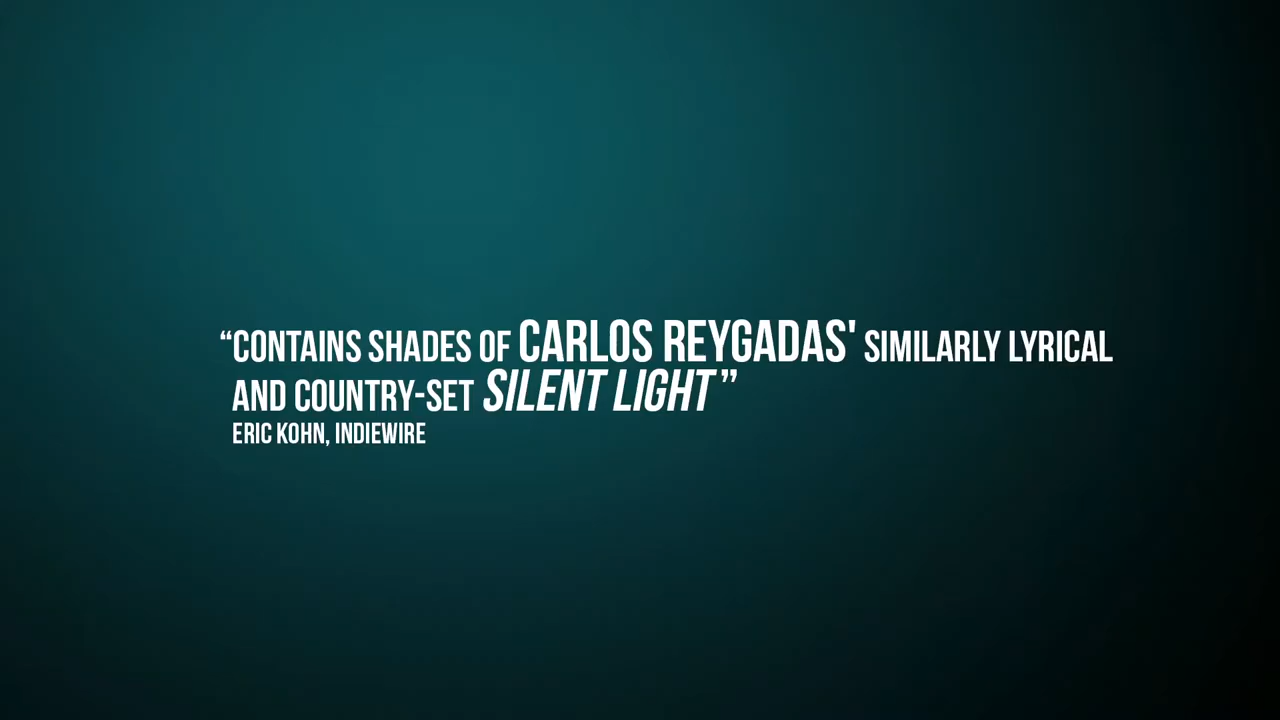 “CONTAINS SHADES OF CARLOS REYGADAS' SIMILARLY LYRICAL
AND COUNTRY-SET SILENT LIGHT”
ERIC KOHN, INDIEWIRE